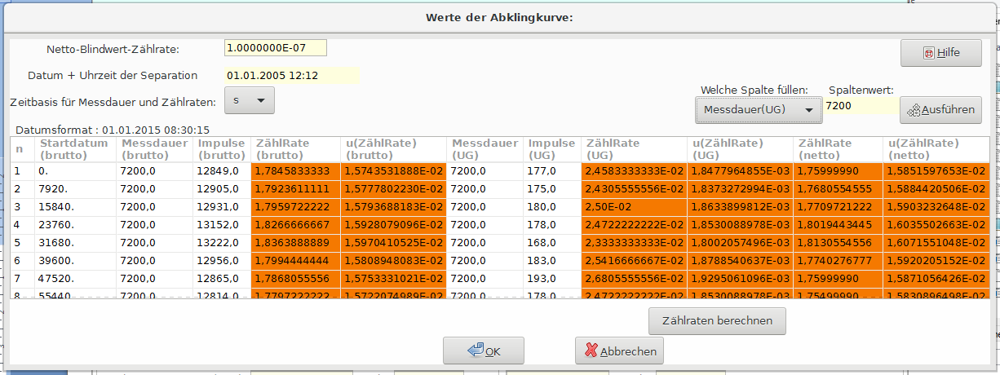 Werte der Abklingkurve:
Netto-Blindwert-Zählrate: 1.0000000E-07 Hilfe
Datum + Uhrzeit der Separation 01.01.2005 12:12
Welche Spalte füllen: Spaltenwert:
Zeitbasis für Messdauer und Zählraten: s Messdauer(UG) 7200 Ausführen
Datumsformat : 01.01.2015 08:30:15
n Startdatum Messdauer Impulse ZählRate u(ZählRate) Messdauer Impulse ZählRate u(ZählRate) ZählRate u(ZählRate)
(brutto) (brutto) (brutto) (brutto) (brutto) (UG) (UG) (UG) (UG) (netto) (netto)
1 0. 7200,0 12849,0 1,7845833333 1,5743531888E-02 7200,0 177,0 2,4583333333E-02 1,8477964855E-03 1,75999990 1,5851597653E-02
2 7920. 7200,0 12905,0 1,7923611111 1,5777802230E-02 7200,0 175,0 2,4305555556E-02 1,8373272994E-03 1,7680554555 1,5884420506E-02
3 15840. 7200,0 12931,0 1,7959722222 1,5793688183E-02 7200,0 180,0 2,50E-02 1,8633899812E-03 1,7709721222 1,5903232648E-02
4 23760. 7200,0 13152,0 1,8266666667 1,5928079096E-02 7200,0 178,0 2,4722222222E-02 1,8530088978E-03 1,8019443445 1,6035502663E-02
5 31680. 7200,0 13222,0 1,8363888889 1,5970410525E-02 7200,0 168,0 2,3333333333E-02 1,8002057496E-03 1,8130554556 1,6071551048E-02
6 39600. 7200,0 12956,0 1,7994444444 1,5808948083E-02 7200,0 183,0 2,5416666667E-02 1,8788540637E-03 1,7740276777 1,5920205152E-02
7 47520. 7200,0 12865,0 1,7868055556 1,5753331021E-02 7200,0 193,0 2,6805555556E-02 1,9295061096E-03 1,75999990 1,5871056426E-02
8 55440. 7200,0 12814,0 1,7797222222 1,5722074989E-02 7200,0 178,0 2,4722222222E-02 1,8530088978E-03 1,75499990 1,5830896498E-02
Zählraten berechnen
OK Abbrechen